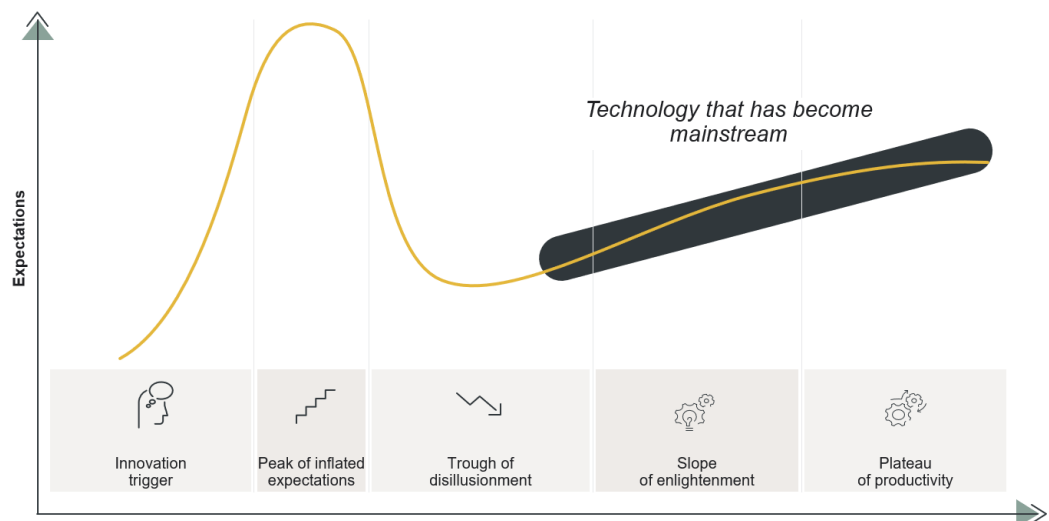 Technology that has become
mainstream
Expectations
Innovation
trigger
Peak of inflated
expectations
Trough of
disillusionment
Slope
of enlightenment
Plateau
of productivity